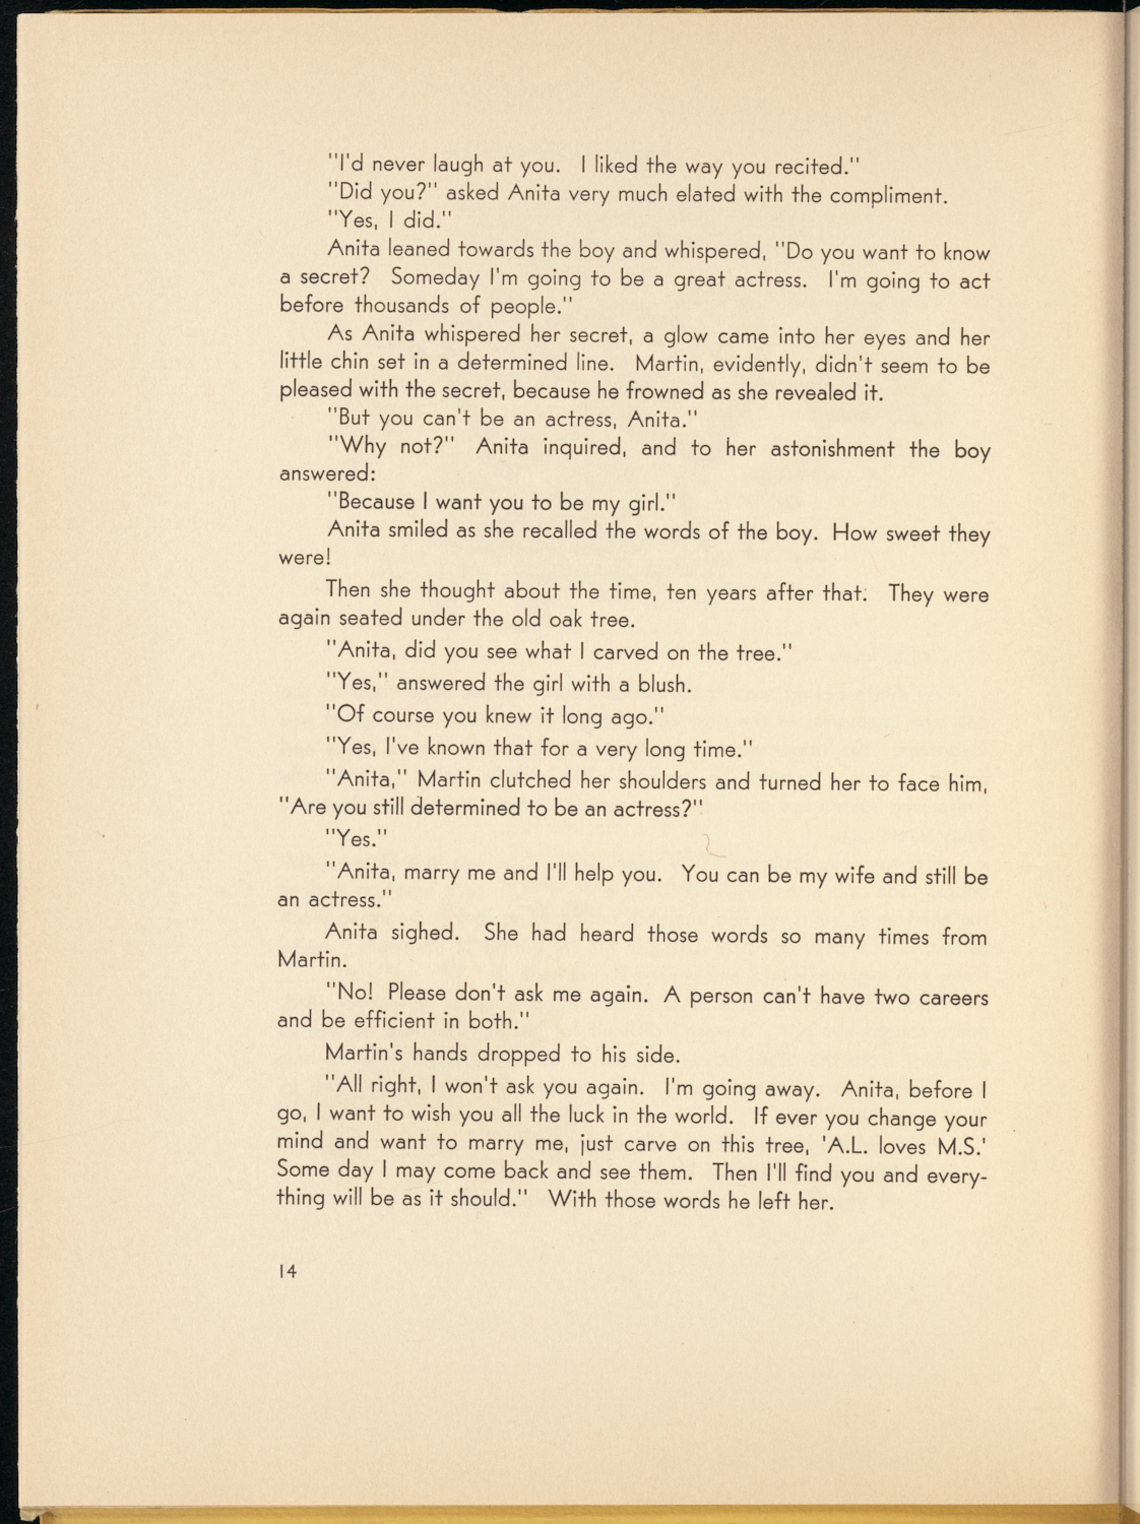 "I'd never laugh at you. I liked the way you recited."
"Did you?" asked Anita very much elated with the compliment.
"Yes, I did."
Anita leaned towards the boy and whispered, "Do you want to know
a secret? Someday I'm going to be a great actress. I'm going to act
before thousands of people."
As Anita whispered her secret, a glow came into her eyes and her
little chin set in a determined line. Martin, evidently, didn't seem to be
pleased with the secret, because he frowned as she revealed it.
"But you can't be an actress, Anita."
"Why not?" Anita inquired, and to her astonishment the boy
answered:
"Because I want you to be my girl."
Anita smiled as she recalled the words of the boy. How sweet they
were!
Then she thought about the time, ten years after that. They were
again seated under the old oak tree.
"Anita, did you see what I carved on the tree."
"Yes," answered the girl with a blush.
"Of course you knew it long ago."
"Yes, I've known that for a very long time."
"Anita," Martin clutched her shoulders and turned her to face him,
"Are you still determined to be an actress?"
"Yes."
"Anita, marry me and I'll help you. You can be my wife and still be
an actress."
Anita sighed. She had heard those words so many times from
Martin.
"No! Please don't ask me again. A person can't have two careers
and be efficient in both."
Martin's hands dropped to his side.
"All right, I won't ask you again. I'm going away. Anita, before I
go, I want to wish you all the luck in the world. If ever you change your
mind and want to marry me, just carve on this tree, 'A.L. loves M.S.'
Some day I may come back and see them. Then I'll find you and every-
thing will be as it should." With those words he left her.
14